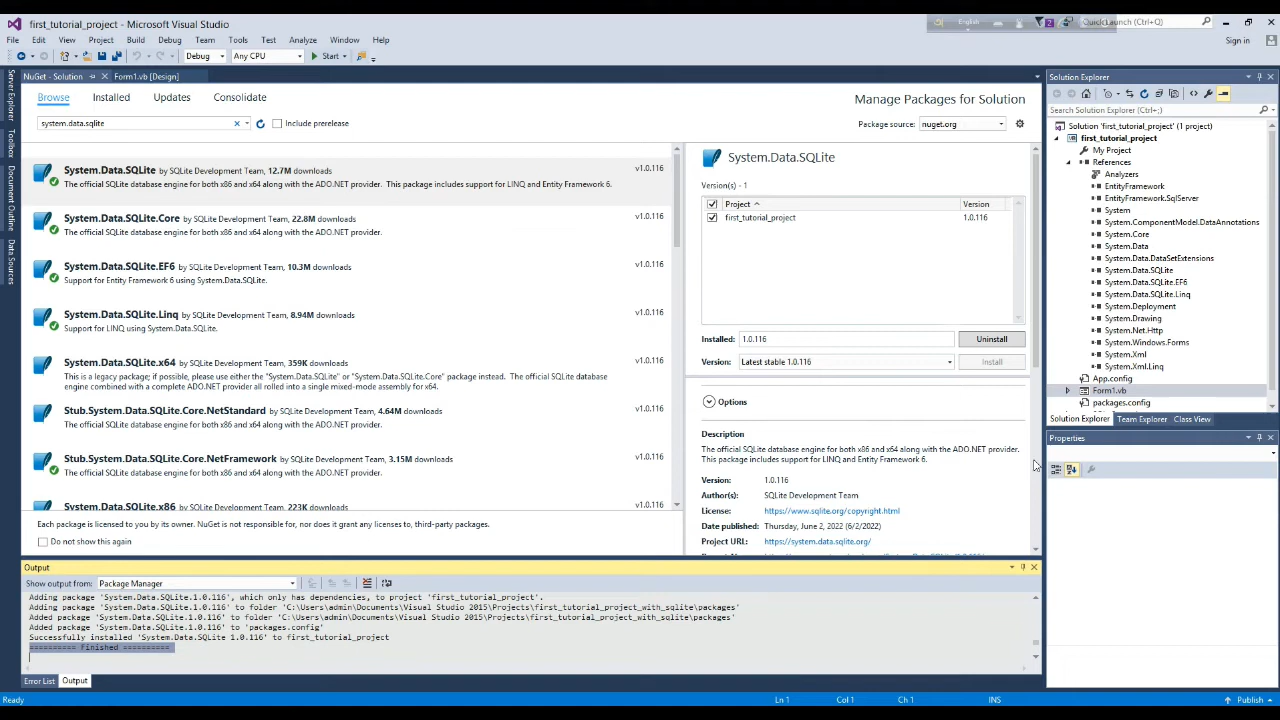 first_tutorial_project - Microsoft Visual Studio
English
Quick Launch (Ctrl+Q)
File Edit View Project Build Debug Team Tools Test Analyze Window Help
Sign in
Debug Any CPU Start
Server Explorer
Toolbox
Document Outline
Data Sources
NuGet - Solution Form1.vb [Design]
Browse Installed Updates Consolidate
Manage Packages for Solution
system.data.sqlite
Include prerelease
Package source: nuget.org
System.Data.SQLite by SQLite Development Team, 12.7M downloads v1.0.116
The official SQLite database engine for both x86 and x64 along with the ADO.NET provider. This package includes support for LINQ and Entity Framework 6.
System.Data.SQLite.Core by SQLite Development Team, 22.8M downloads v1.0.116
The official SQLite database engine for both x86 and x64 along with the ADO.NET provider.
System.Data.SQLite.EF6 by SQLite Development Team, 10.3M downloads v1.0.116
Support for Entity Framework 6 using System.Data.SQLite.
System.Data.SQLite.Linq by SQLite Development Team, 8.94M downloads v1.0.116
Support for LINQ using System.Data.SQLite.
System.Data.SQLite.x64 by SQLite Development Team, 359K downloads v1.0.116
This is a legacy package; if possible, please use either the "System.Data.SQLite" or "System.Data.SQLite.Core" package instead. The official SQLite database
engine combined with a complete ADO.NET provider all rolled into a single mixed-mode assembly for x64.
Stub.System.Data.SQLite.Core.NetStandard by SQLite Development Team, 4.64M downloads v1.0.116
The official SQLite database engine for both x86 and x64 along with the ADO.NET provider.
Stub.System.Data.SQLite.Core.NetFramework by SQLite Development Team, 3.15M downloads v1.0.116
The official SQLite database engine for both x86 and x64 along with the ADO.NET provider.
System.Data.SQLite.x86 by SQLite Development Team, 223K downloads v1.0.116
Each package is licensed to you by its owner. NuGet is not responsible for, nor does it grant any licenses to, third-party packages.
Do not show this again
System.Data.SQLite
Version(s) - 1
Project Version
first_tutorial_project 1.0.116
Installed: 1.0.116 Uninstall
Version: Latest stable 1.0.116 Install
Options
Description
The official SQLite database engine for both x86 and x64 along with the ADO.NET provider.
This package includes support for LINQ and Entity Framework 6.
Version: 1.0.116
Author(s): SQLite Development Team
License: https://www.sqlite.org/copyright.html
Date published: Thursday, June 2, 2022 (6/2/2022)
Project URL: https://system.data.sqlite.org/
Output
Show output from: Package Manager
Adding package 'System.Data.SQLite.1.0.116', which only has dependencies, to project 'first_tutorial_project'.
Adding package 'System.Data.SQLite.1.0.116' to folder 'C:\Users\admin\Documents\Visual Studio 2015\Projects\first_tutorial_project_with_sqlite\packages'
Added package 'System.Data.SQLite.1.0.116' to folder 'C:\Users\admin\Documents\Visual Studio 2015\Projects\first_tutorial_project_with_sqlite\packages'
Added package 'System.Data.SQLite.1.0.116' to 'packages.config'
Successfully installed 'System.Data.SQLite 1.0.116' to first_tutorial_project
========== Finished ==========
Error List Output
Solution Explorer
Search Solution Explorer (Ctrl+;)
Solution 'first_tutorial_project' (1 project)
first_tutorial_project
My Project
References
Analyzers
EntityFramework
EntityFramework.SqlServer
System
System.ComponentModel.DataAnnotations
System.Core
System.Data
System.Data.DataSetExtensions
System.Data.SQLite
System.Data.SQLite.EF6
System.Data.SQLite.Linq
System.Deployment
System.Drawing
System.Net.Http
System.Windows.Forms
System.Xml
System.Xml.Linq
App.config
Form1.vb
packages.config
Solution Explorer Team Explorer Class View
Properties
Ready Ln 1 Col 1 Ch 1 INS Publish